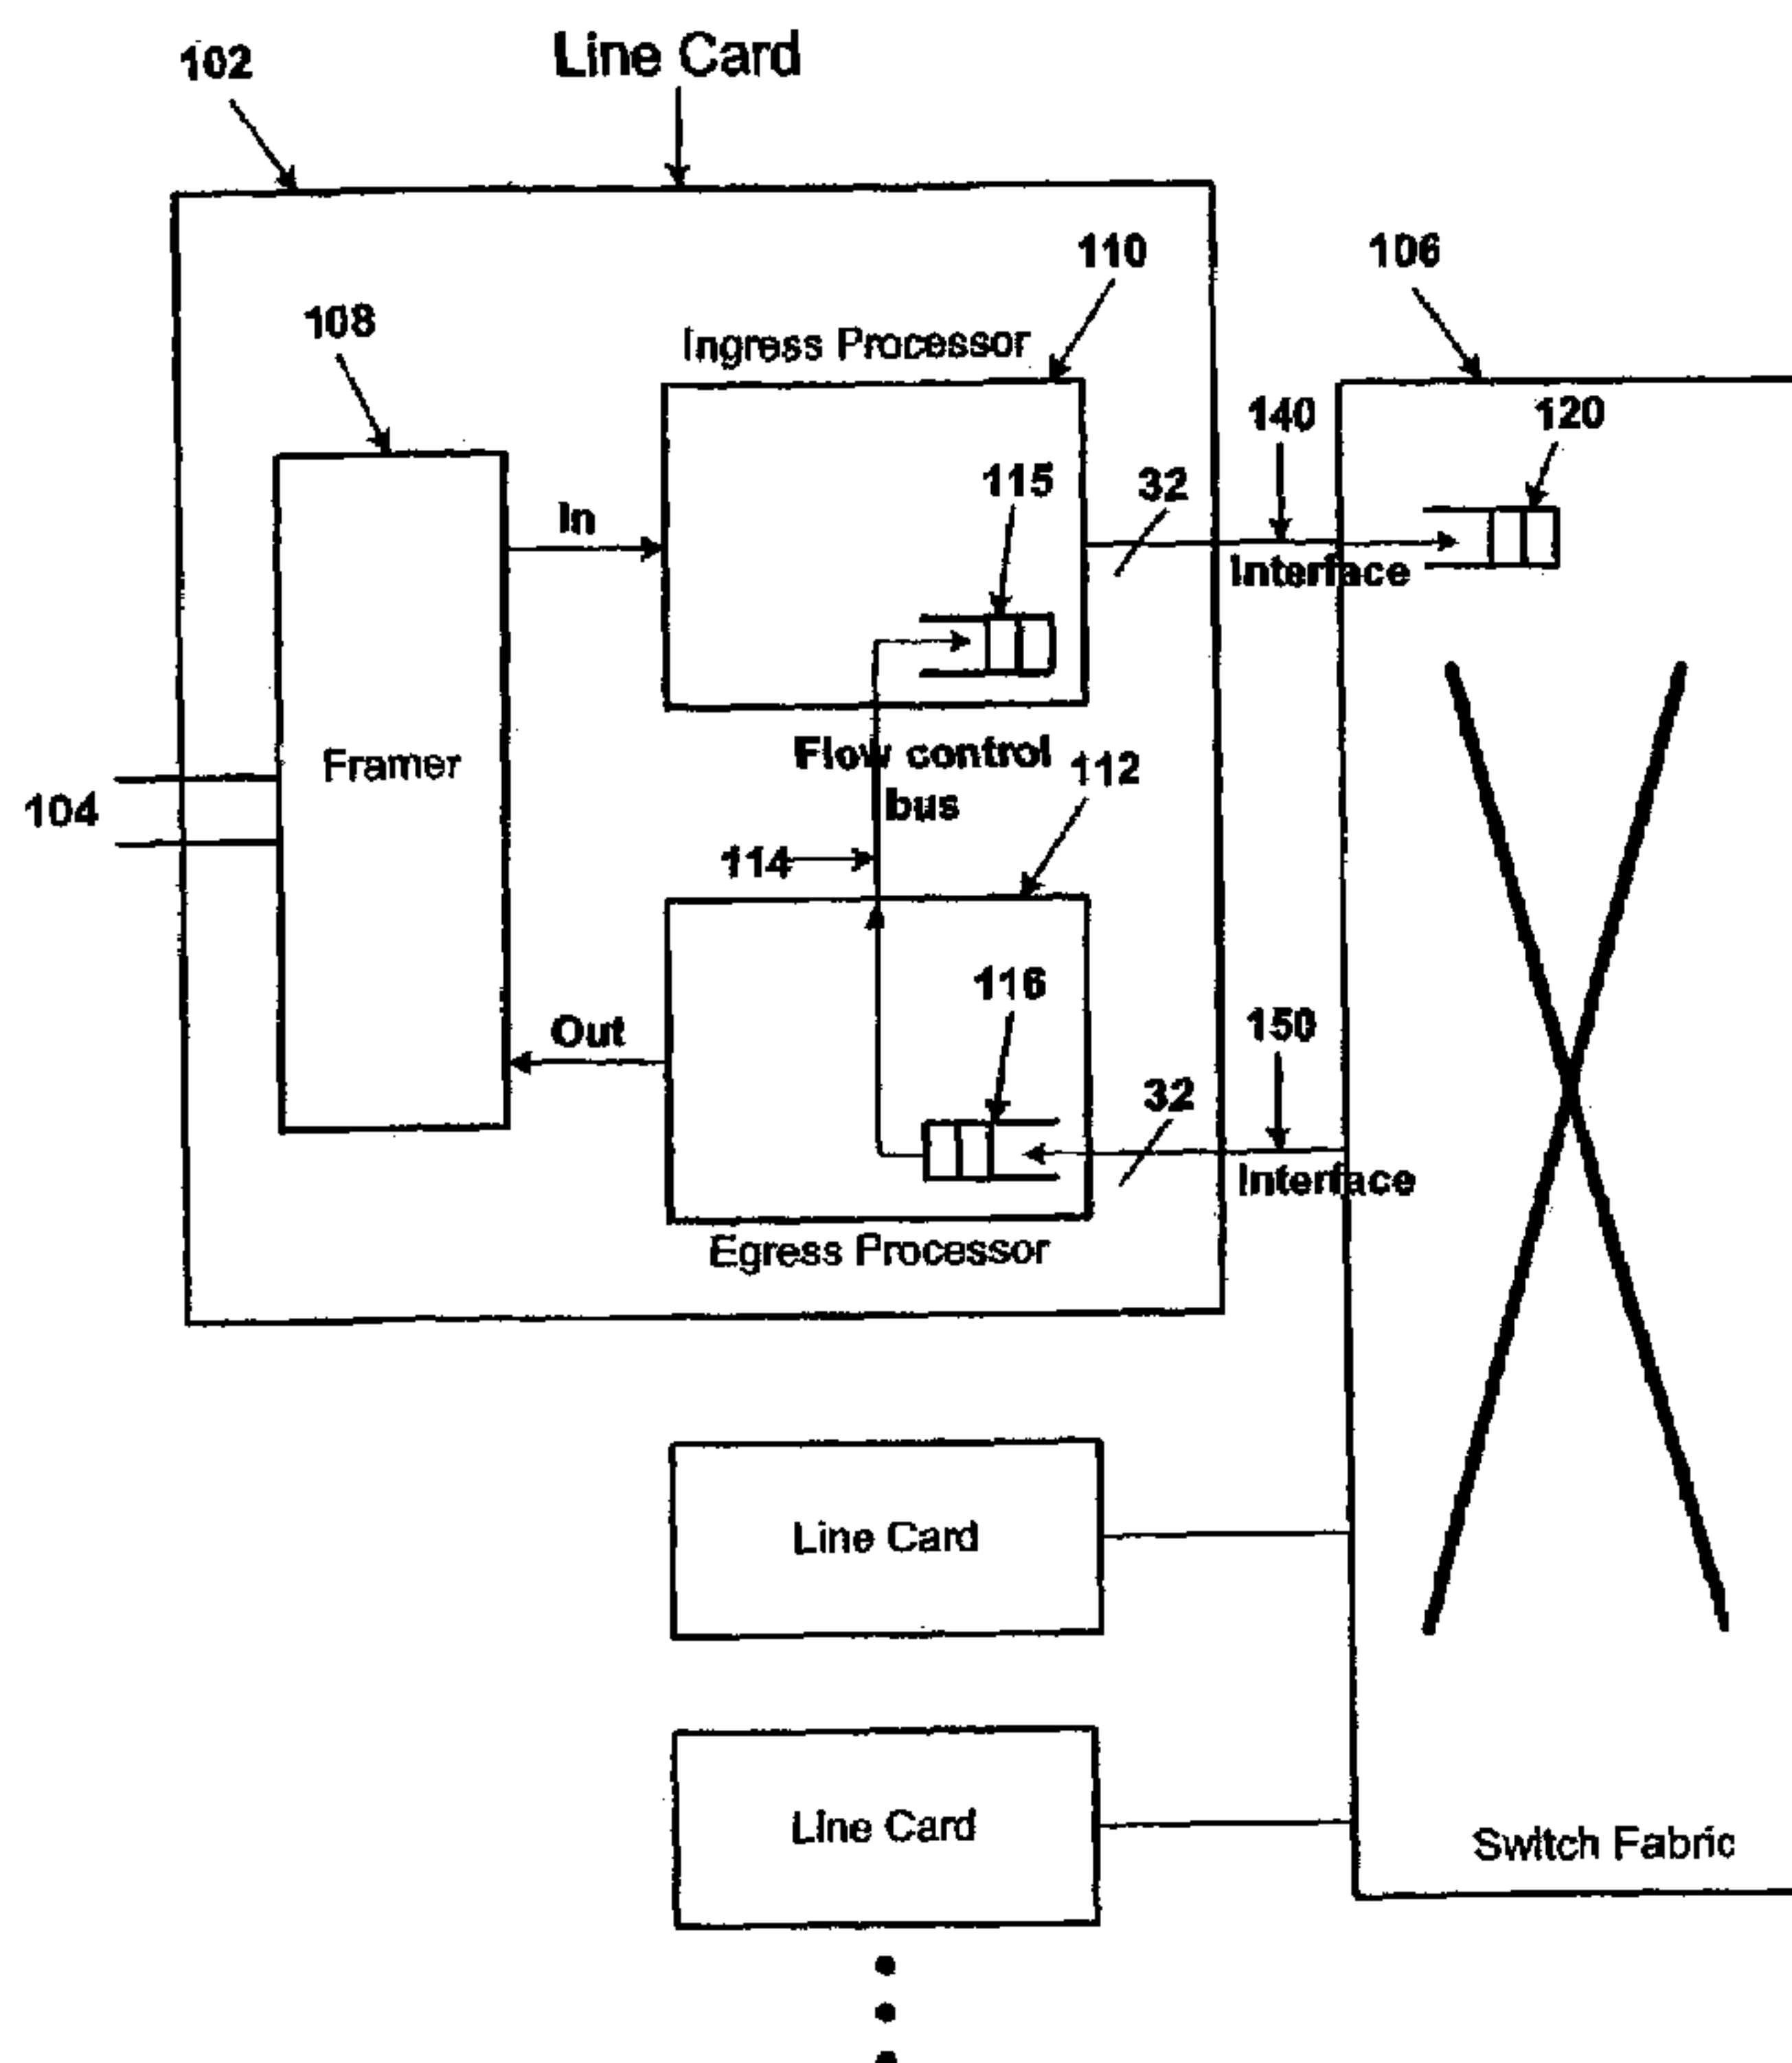 102
Line Card
110
106
108
Ingress Processor
140
120
115
32
In
Interface
Flow control
bus
112
Framer
104
114
116
150
Out
32
Interface
Egress Processor
Line Card
Line Card
Switch Fabric